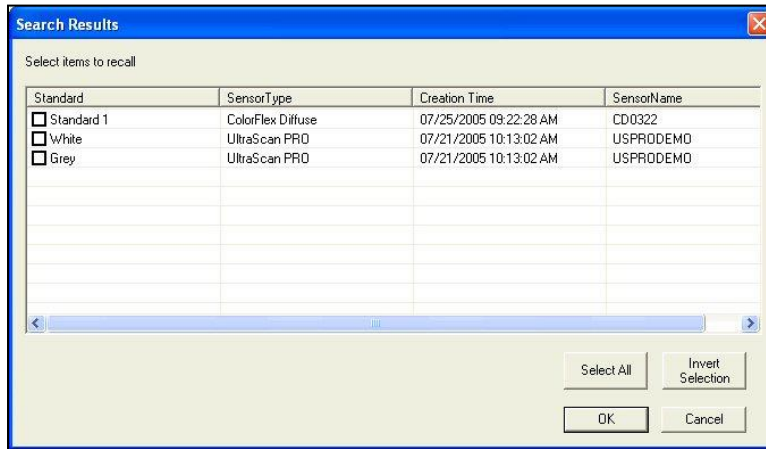 Search Results
Select items to recall
Standard SensorType Creation Time SensorName
Standard 1 ColorFlex Diffuse 07/25/2005 09:22:28 AM CD0322
White UltraScan PRO 07/21/2005 10:13:02 AM USPRODEMO
Grey UltraScan PRO 07/21/2005 10:13:02 AM USPRODEMO
Select All
Invert
Selection
OK
Cancel